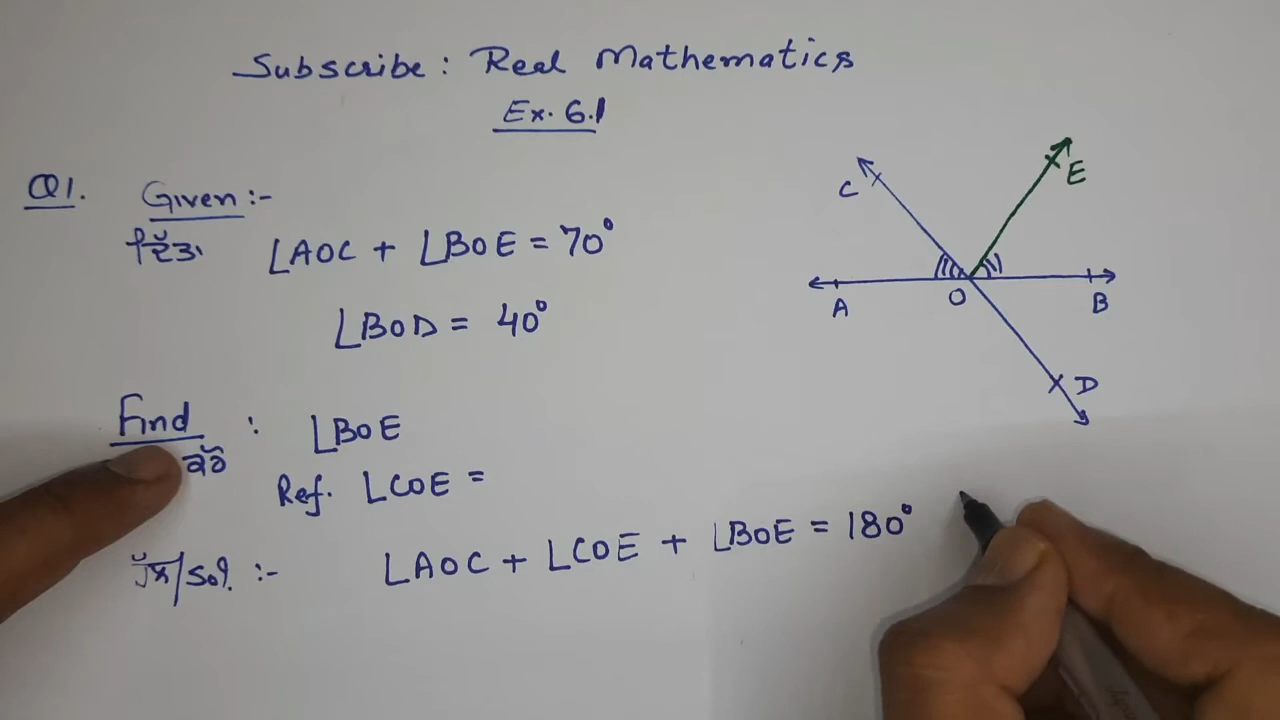 Subscribe: Real Mathematics
Ex. 6.1
Q1. Given :-
∠AOC + ∠BOE = 70°
∠BOD = 40°
Find : ∠BOE
Ref. ∠COE =
/Sol. :- ∠AOC + ∠COE + ∠BOE = 180°
C
E
A
O
B
D